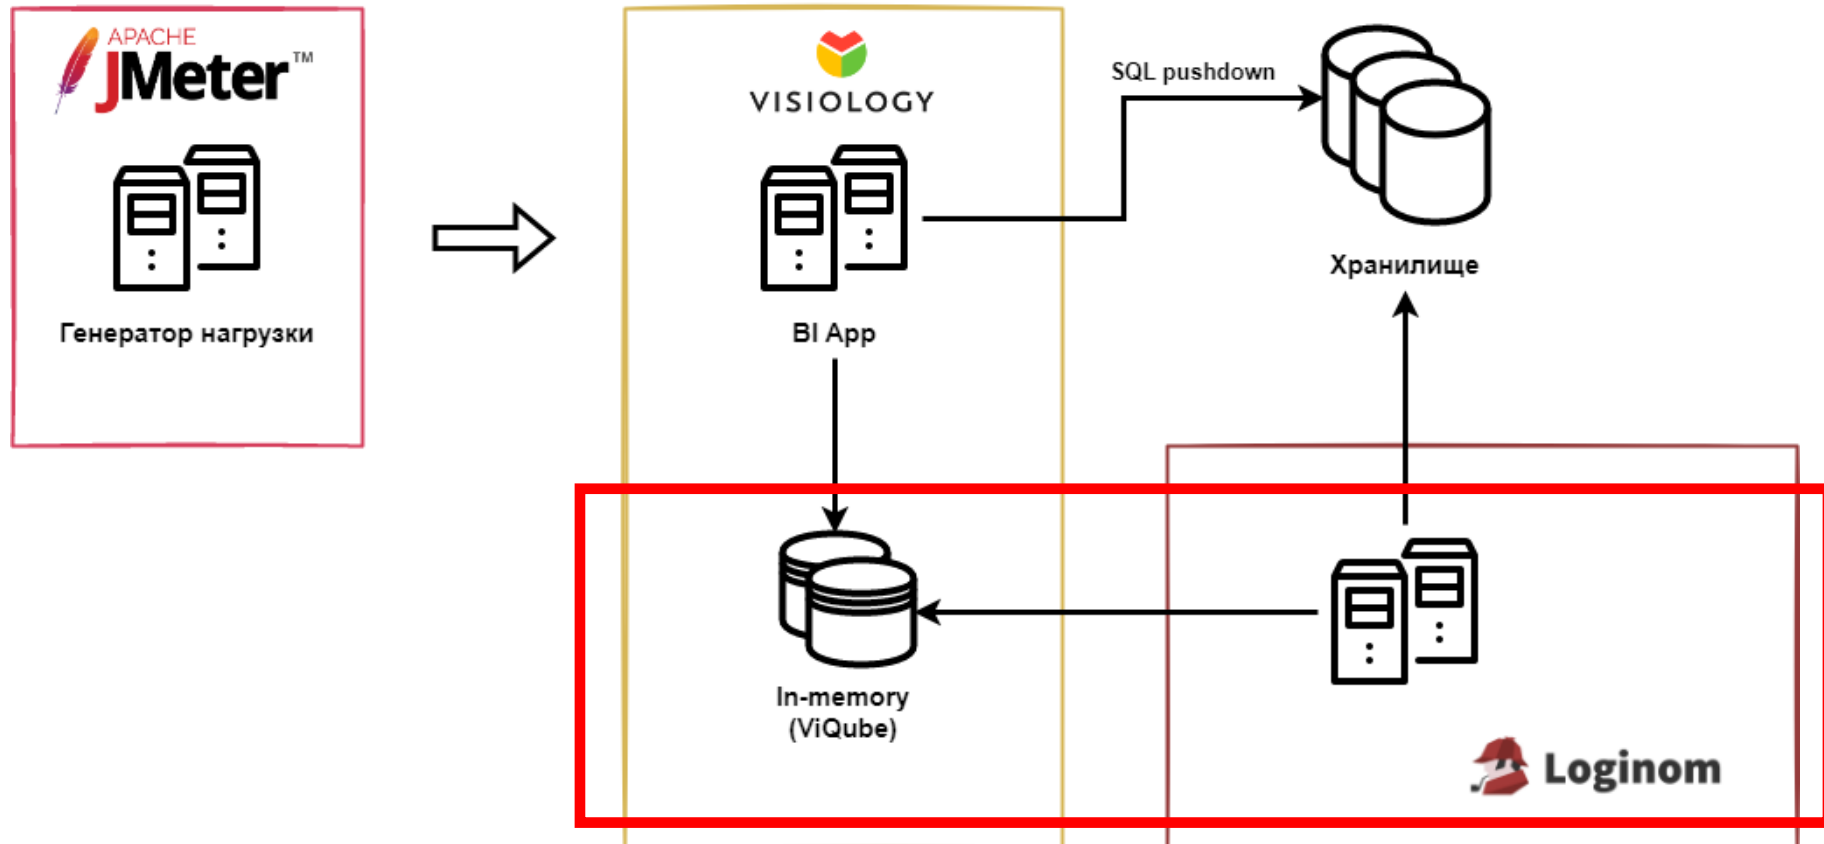 APACHE
JMeter™
Генератор нагрузки
VISIOLOGY
BI App
SQL pushdown
Хранилище
In-memory
(ViQube)
Loginom